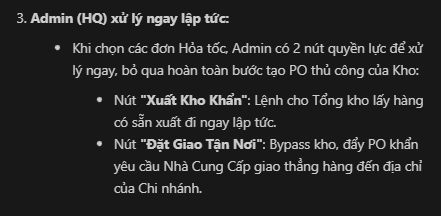 3. Admin (HQ) xử lý ngay lập tức:
• Khi chọn các đơn Hỏa tốc, Admin có 2 nút quyền lực để xử
lý ngay, bỏ qua hoàn toàn bước tạo PO thủ công của Kho:
• Nút "Xuất Kho Khẩn": Lệnh cho Tổng kho lấy hàng
có sẵn xuất đi ngay lập tức.
• Nút "Đặt Giao Tận Nơi": Bypass kho, đẩy PO khẩn
yêu cầu Nhà Cung Cấp giao thẳng hàng đến địa chỉ
của Chi nhánh.